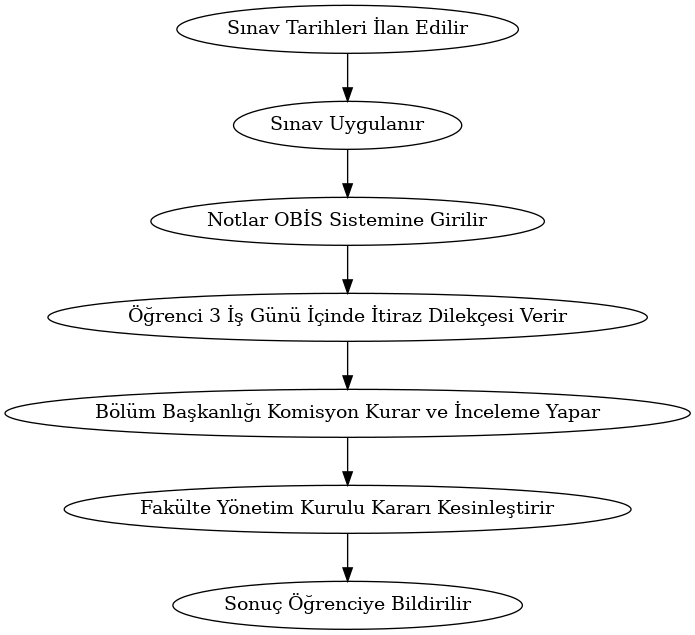 Sınav Tarihleri İlan Edilir
Sınav Uygulanır
Notlar OBİS Sistemine Girilir
Öğrenci 3 İş Günü İçinde İtiraz Dilekçesi Verir
Bölüm Başkanlığı Komisyon Kurar ve İnceleme Yapar
Fakülte Yönetim Kurulu Kararı Kesinleştirir
Sonuç Öğrenciye Bildirilir